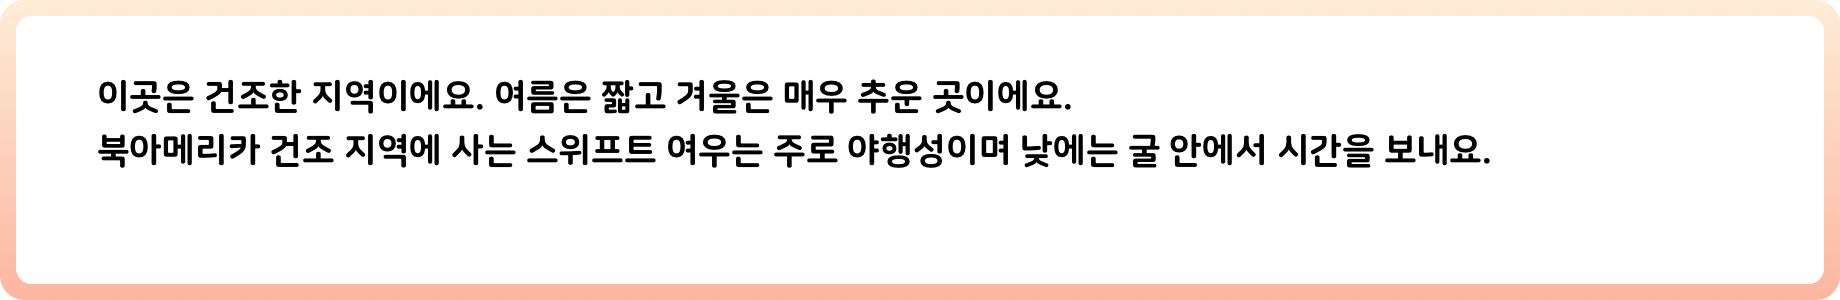 이곳은 건조한 지역이에요. 여름은 짧고 겨울은 매우 추운 곳이에요.
북아메리카 건조 지역에 사는 스위프트 여우는 주로 야행성이며 낮에는 굴 안에서 시간을 보내요.